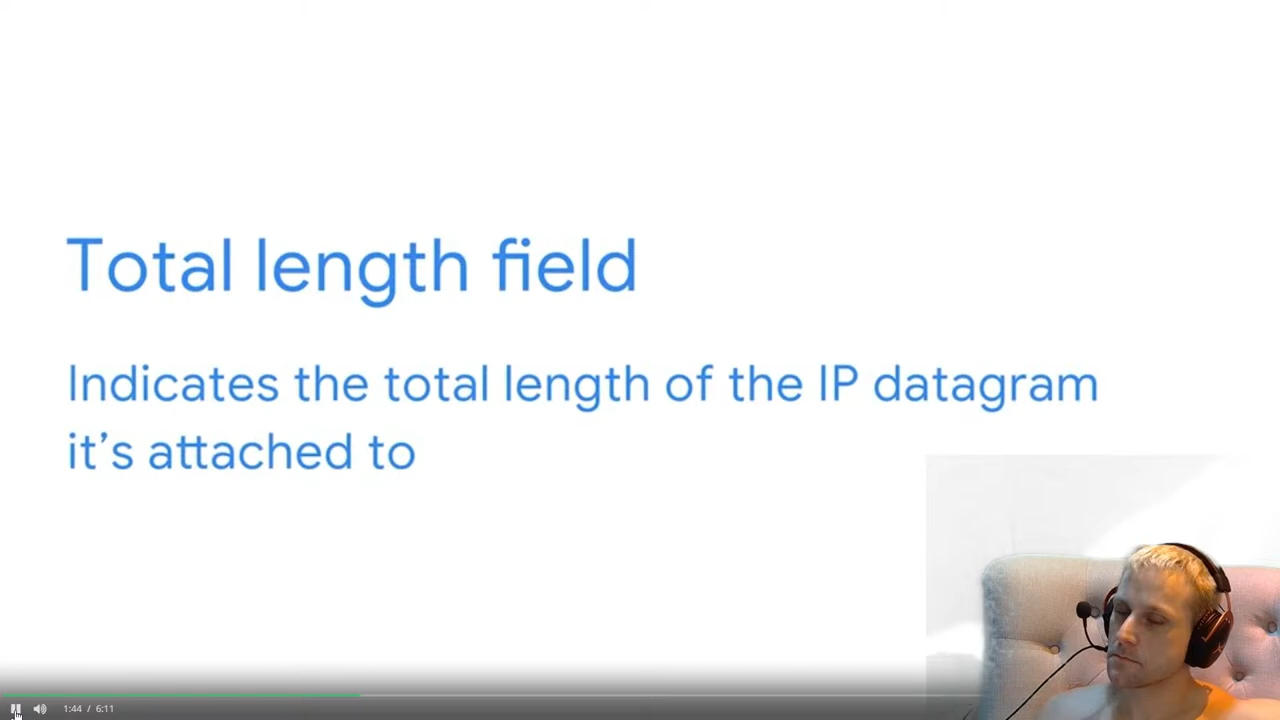 Total length field
Indicates the total length of the IP datagram
it’s attached to
1:44 / 6:11